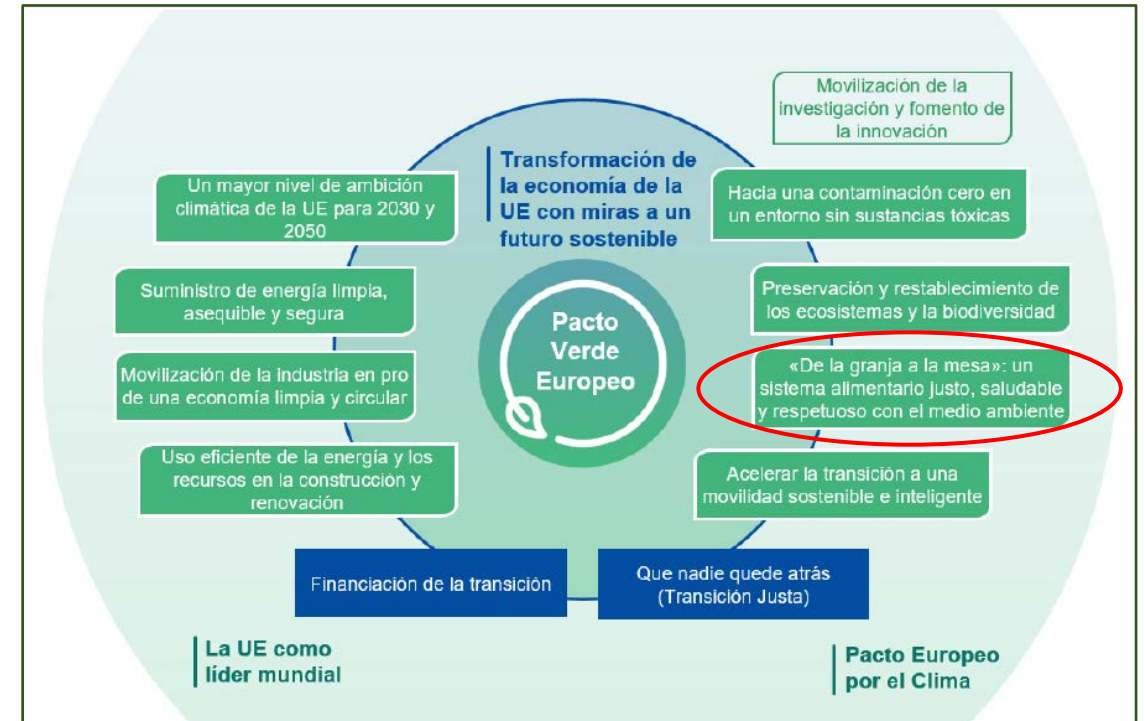 Movilización de la
investigación y fomento de
la innovación
Transformación de
la economía de la
UE con miras a un
futuro sostenible
Un mayor nivel de ambición
climática de la UE para 2030 y
2050
Hacia una contaminación cero en
un entorno sin sustancias tóxicas
Suministro de energía limpia,
asequible y segura
Preservación y restablecimiento de
los ecosistemas y la biodiversidad
Pacto
Verde
Europeo
Movilización de la industria en pro
de una economía limpia y circular
«De la granja a la mesa»: un
sistema alimentario justo, saludable
y respetuoso con el medio ambiente
Uso eficiente de la energía y los
recursos en la construcción y
renovación
Acelerar la transición a una
movilidad sostenible e inteligente
Financiación de la transición
Que nadie quede atrás
(Transición Justa)
La UE como
líder mundial
Pacto Europeo
por el Clima